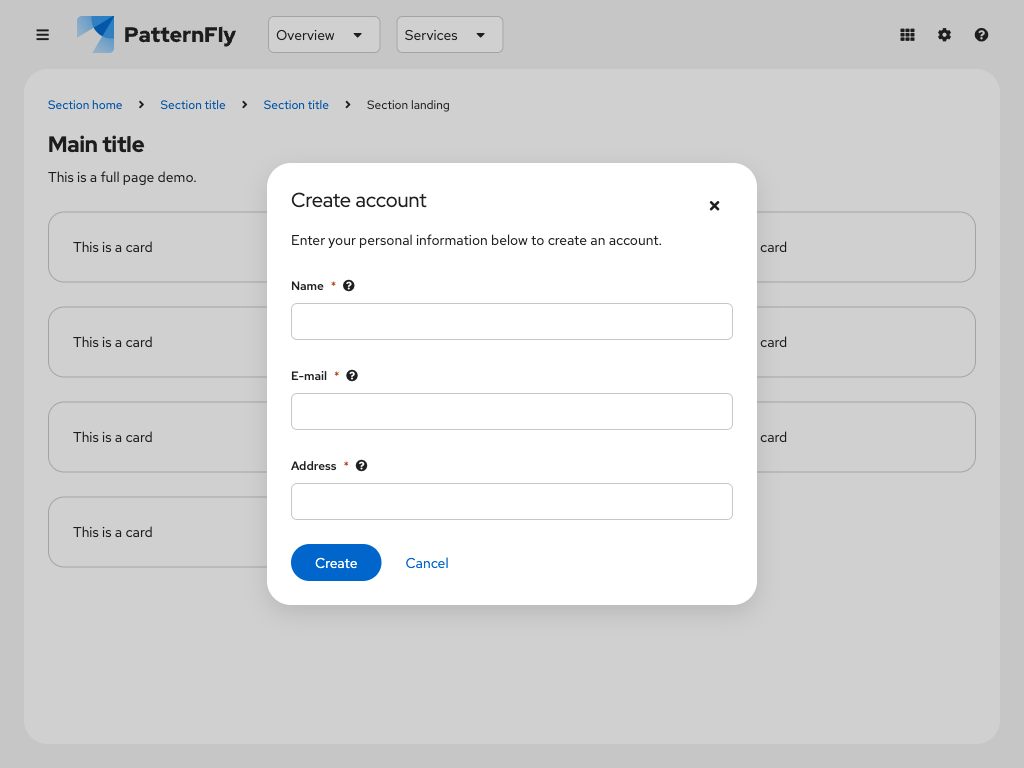 PatternFly
Overview
Services
Section home
Section title
Section title
Section landing
Main title
This is a full page demo.
This is a card
card
This is a card
card
This is a card
card
This is a card
Create account
Enter your personal information below to create an account.
Name *
E-mail *
Address *
Create
Cancel